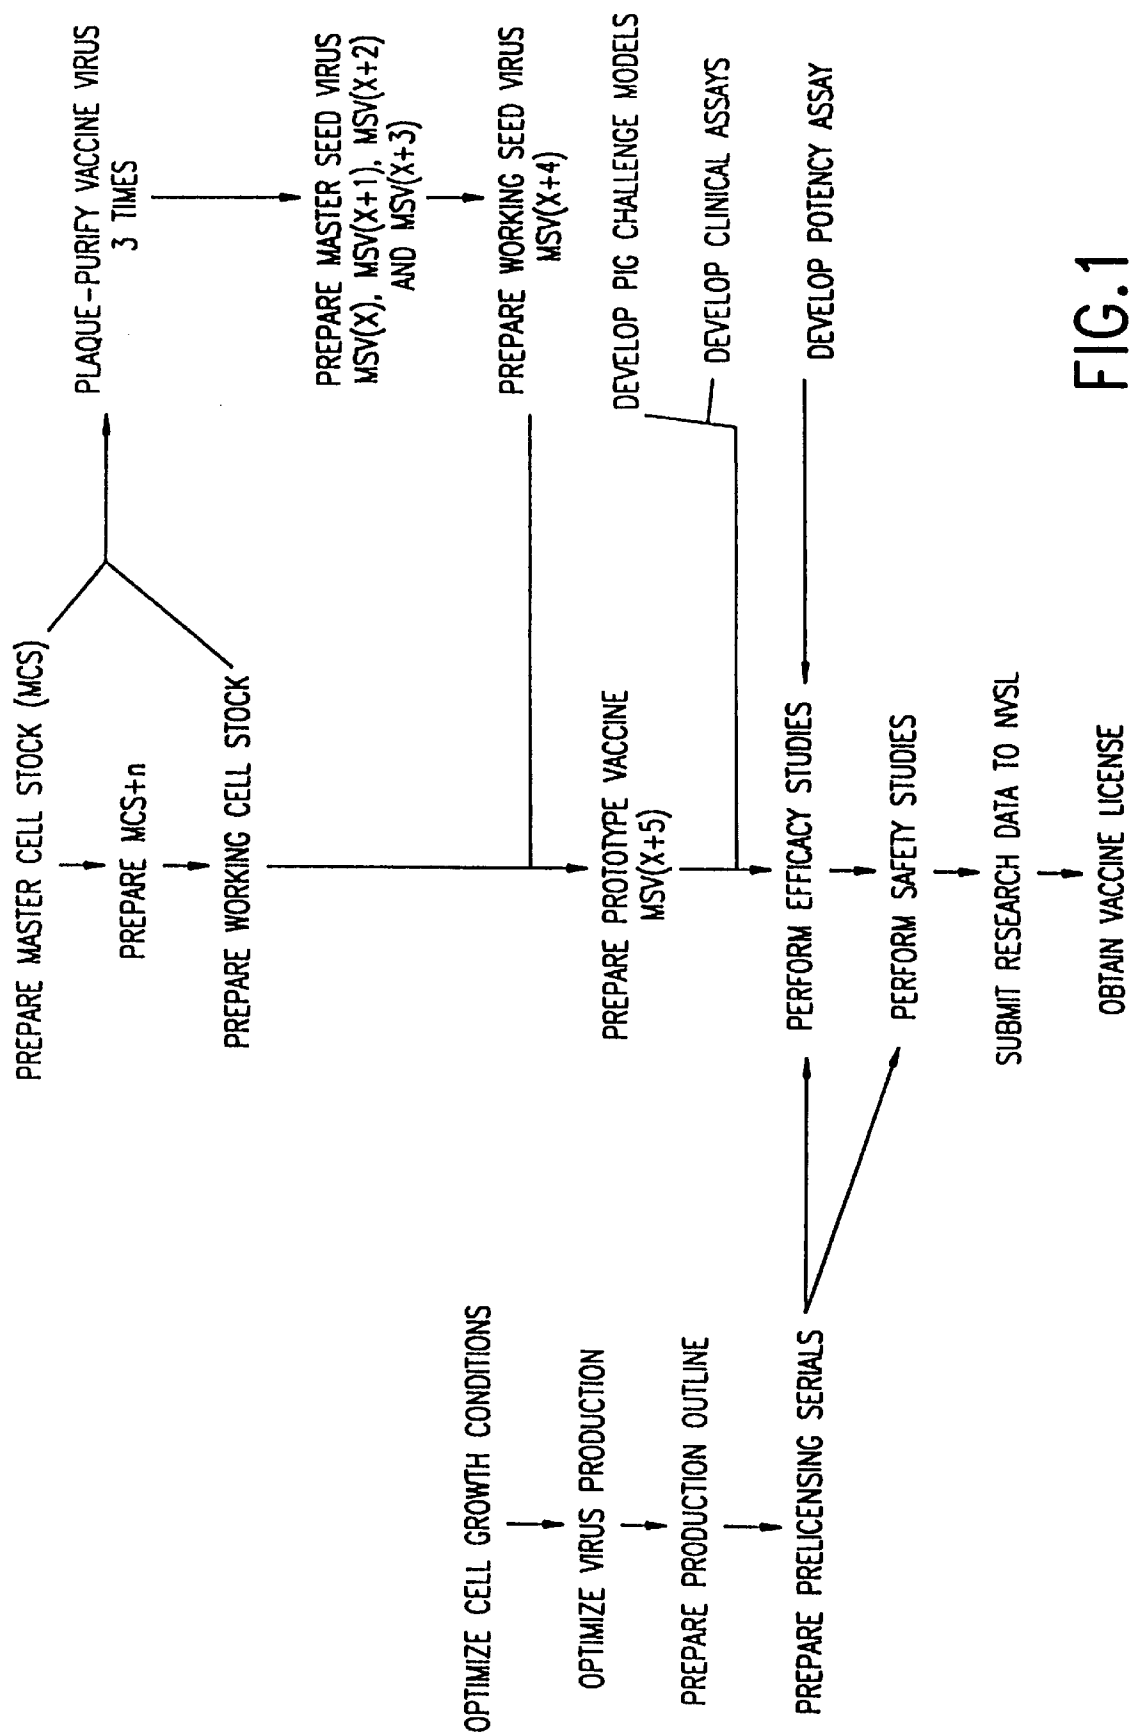 PREPARE MASTER CELL STOCK (MCS)
PREPARE MCS+n
PREPARE WORKING CELL STOCK
PLAQUE-PURIFY VACCINE VIRUS
3 TIMES
PREPARE MASTER SEED VIRUS
MSV(X), MSV(X+1), MSV(X+2)
AND MSV(X+3)
PREPARE WORKING SEED VIRUS
MSV(X+4)
OPTIMIZE CELL GROWTH CONDITIONS
OPTIMIZE VIRUS PRODUCTION
PREPARE PRODUCTION OUTLINE
PREPARE PRELICENSING SERIALS
PREPARE PROTOTYPE VACCINE
MSV(X+5)
DEVELOP PIG CHALLENGE MODELS
DEVELOP CLINICAL ASSAYS
DEVELOP POTENCY ASSAY
PERFORM EFFICACY STUDIES
PERFORM SAFETY STUDIES
SUBMIT RESEARCH DATA TO NVSL
OBTAIN VACCINE LICENSE
FIG.1